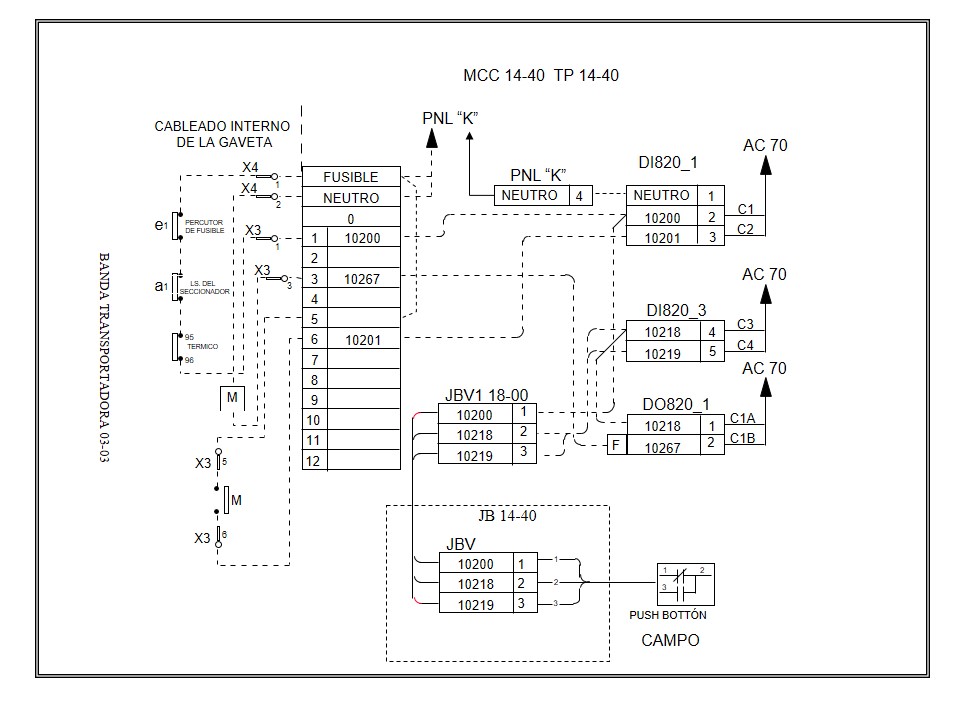 MCC 14-40 TP 14-40
CABLEADO INTERNO
DE LA GAVETA
PNL “K”
AC 70
X4
1
FUSIBLE
X4
2
NEUTRO
0
PNL “K”
NEUTRO 4
DI820_1
NEUTRO 1
10200 2 C1
10201 3 C2
e1
PERCUTOR
DE FUSIBLE
X3
1
1 10200
2
X3
3
3 10267
4
5
6 10201
7
8
9
10
11
12
a1
LS. DEL
SECCIONADOR
95
TERMICO
96
M
BANDA TRANSPORTADORA 03-03
AC 70
DI820_3
10218 4 C3
10219 5 C4
AC 70
DO820_1
10218 1 C1A
F 10267 2 C1B
JBV1 18-00
10200 1
10218 2
10219 3
X3 5
M
X3 6
JB 14-40
JBV
10200 1 1
10218 2 2
10219 3 3
1 2
3 4
PUSH BOTTÓN
CAMPO